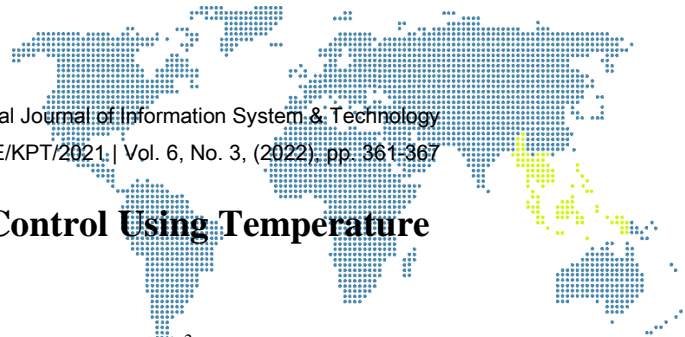 al Journal of Information System & Technology
E/KPT/2021 | Vol. 6, No. 3, (2022), pp. 361-367
Control Using Temperature
2